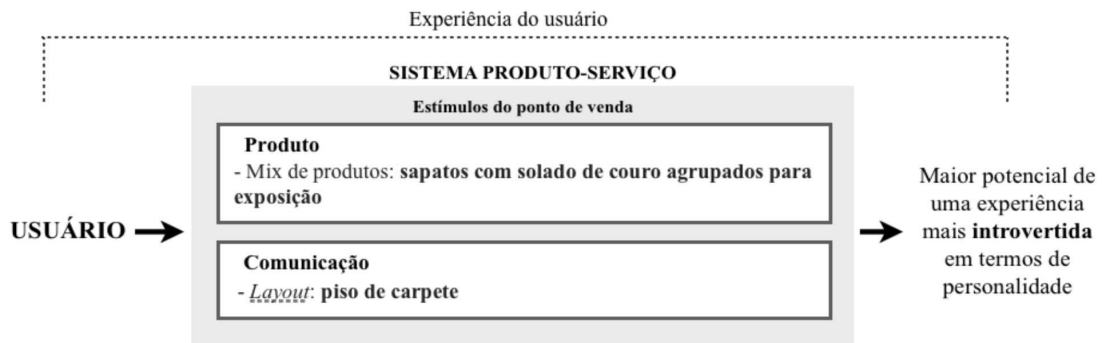 Experiência do usuário
SISTEMA PRODUTO-SERVIÇO
Estímulos do ponto de venda
Produto
- Mix de produtos: sapatos com solado de couro agrupados para
exposição
USUÁRIO
Comunicação
- Layout: piso de carpete
Maior potencial de
uma experiência
mais introvertida
em termos de
personalidade